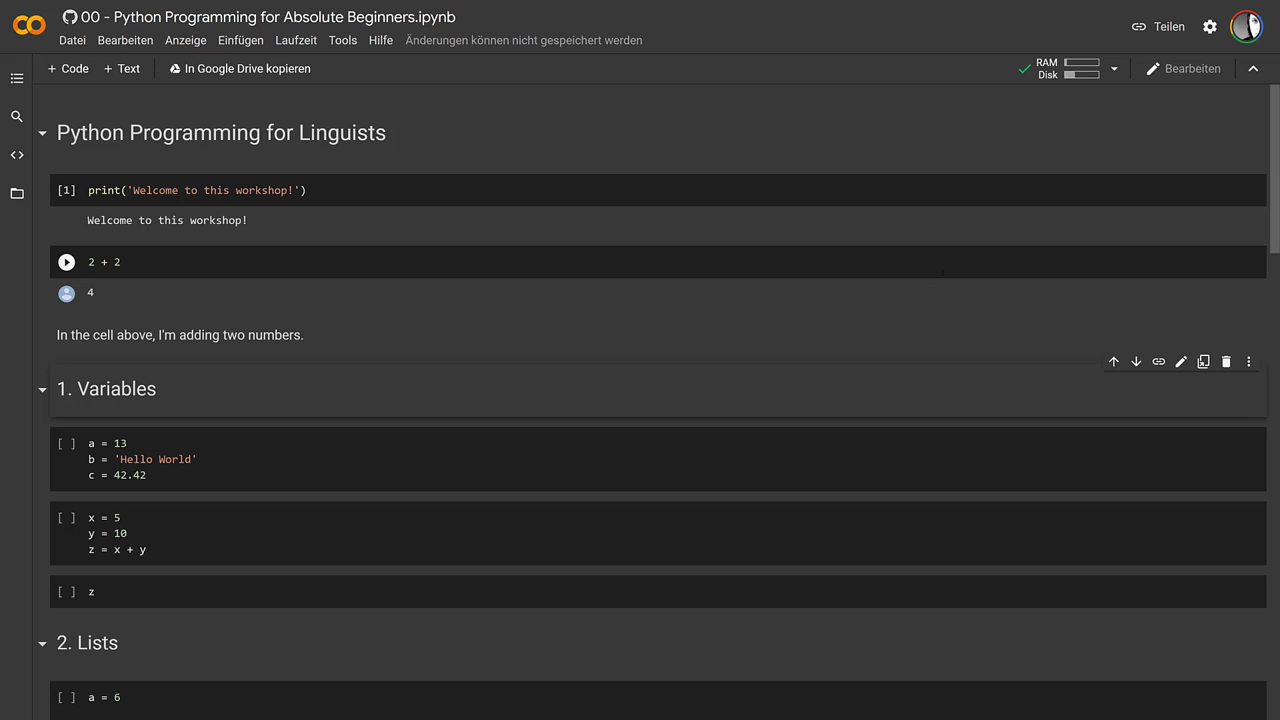 00 - Python Programming for Absolute Beginners.ipynb
Teilen
Datei Bearbeiten Anzeige Einfügen Laufzeit Tools Hilfe Änderungen können nicht gespeichert werden
+ Code + Text In Google Drive kopieren
RAM
Disk
Bearbeiten
Python Programming for Linguists
[1] print('Welcome to this workshop!')
Welcome to this workshop!
2 + 2
4
In the cell above, I'm adding two numbers.
1. Variables
[ ] a = 13
b = 'Hello World'
c = 42.42
[ ] x = 5
y = 10
z = x + y
[ ] z
2. Lists
[ ] a = 6